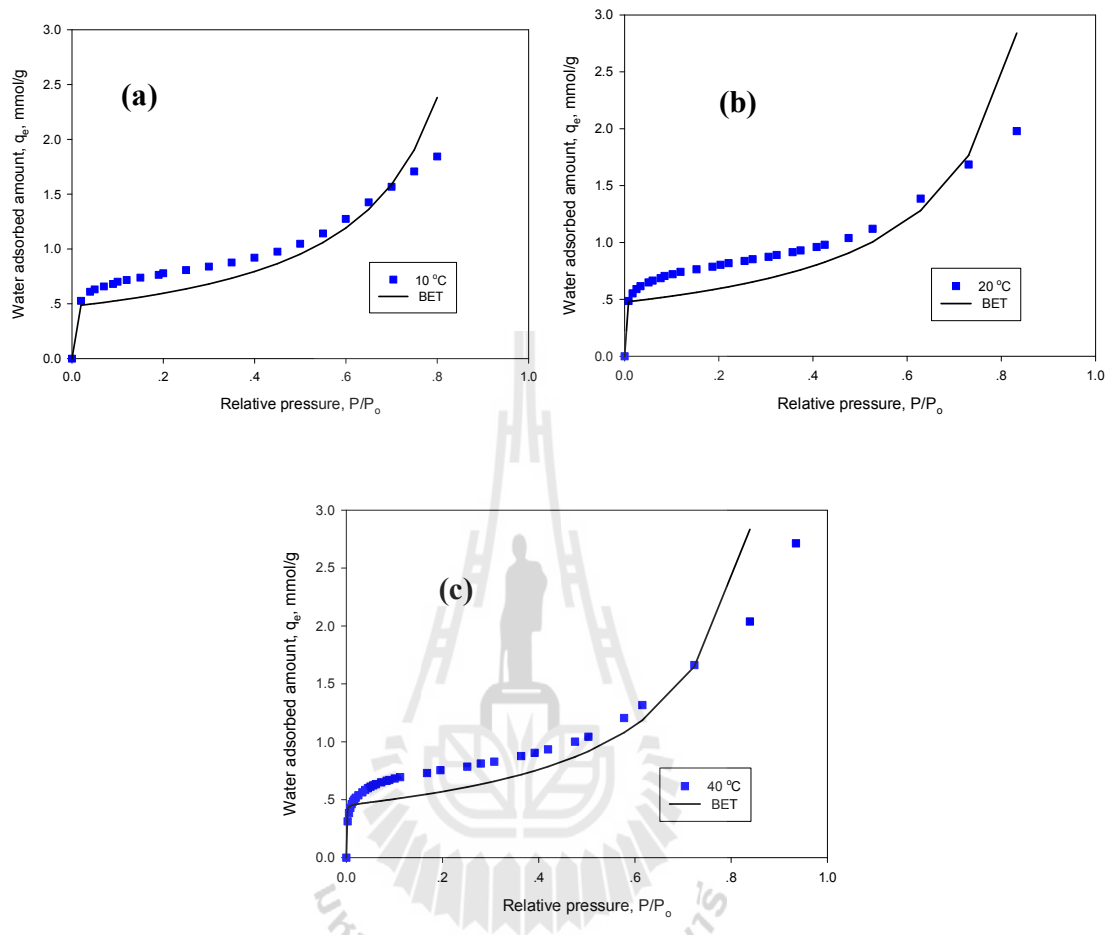 (a)
Water adsorbed amount, qₑ, mmol/g
3.0
2.5
2.0
1.5
1.0
.5
0.0
0.0 .2 .4 .6 .8 1.0
Relative pressure, P/Pₒ
10 °C
BET
(b)
Water adsorbed amount, qₑ, mmol/g
3.0
2.5
2.0
1.5
1.0
.5
0.0
0.0 .2 .4 .6 .8 1.0
Relative pressure, P/Pₒ
20 °C
BET
(c)
Water adsorbed amount, qₑ, mmol/g
3.0
2.5
2.0
1.5
1.0
.5
0.0
0.0 .2 .4 .6 .8 1.0
Relative pressure, P/Pₒ
40 °C
BET